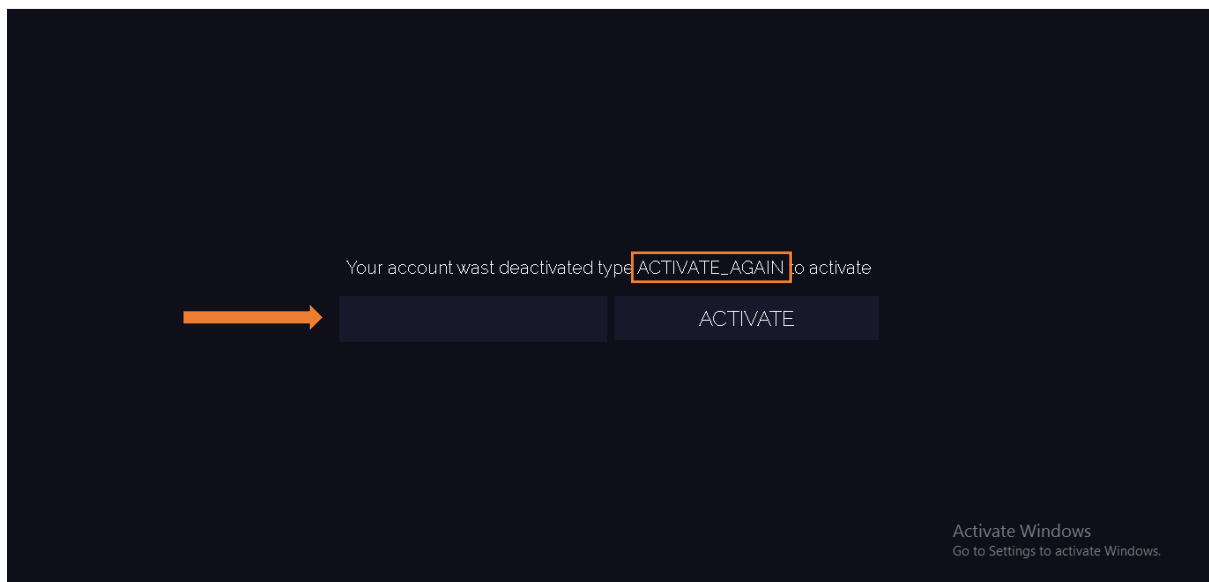 Your account wast deactivated type ACTIVATE_AGAIN to activate
ACTIVATE
Activate Windows
Go to Settings to activate Windows.